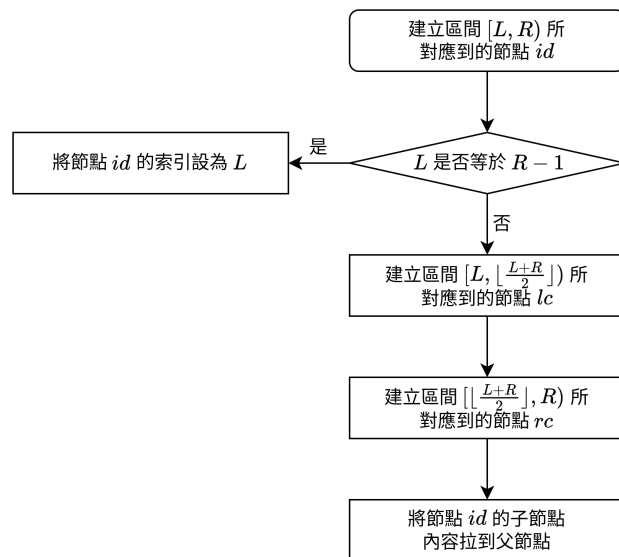 建立區間 [L, R) 所
對應到的節點 id
L 是否等於 R − 1
是
將節點 id 的索引設為 L
否
建立區間 [L, ⌊\frac{L+R}{2}⌋) 所
對應到的節點 lc
建立區間 [⌊\frac{L+R}{2}⌋, R) 所
對應到的節點 rc
將節點 id 的子節點
內容拉到父節點